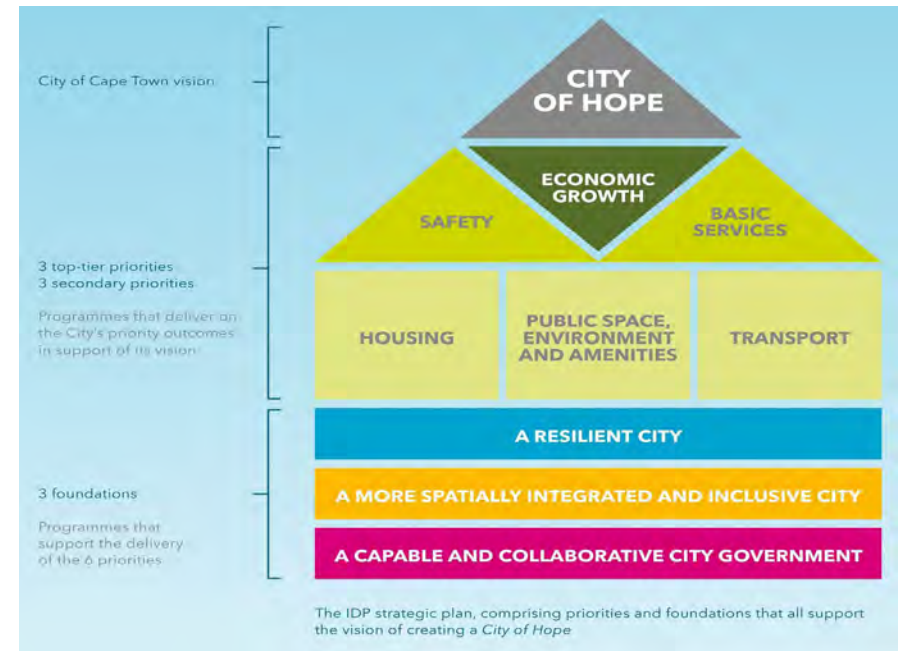 City of Cape Town vision
CITY
OF HOPE
ECONOMIC
GROWTH
SAFETY
BASIC
SERVICES
3 top-tier priorities
3 secondary priorities
Programmes that deliver on
the City's priority outcomes
in support of its vision
HOUSING
PUBLIC SPACE,
ENVIRONMENT
AND AMENITIES
TRANSPORT
A RESILIENT CITY
3 foundations
A MORE SPATIALLY INTEGRATED AND INCLUSIVE CITY
Programmes that
support the delivery
of the 6 priorities
A CAPABLE AND COLLABORATIVE CITY GOVERNMENT
The IDP strategic plan, comprising priorities and foundations that all support
the vision of creating a City of Hope